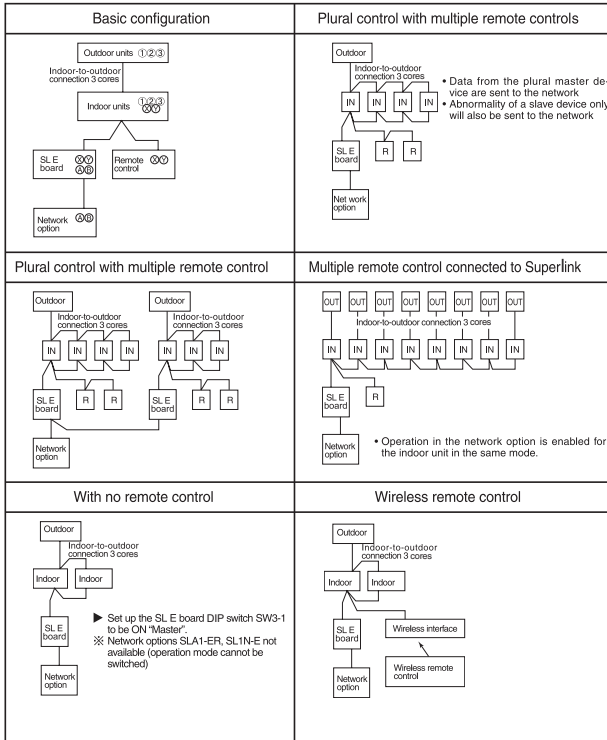 Basic configuration
Outdoor units ①②③
Indoor-to-outdoor
connection 3 cores
Indoor units ①②③
ⓍⓎ
SL E
board
ⓍⓎ
ⒶⒷ
Remote
control
ⓍⓎ
Network
option
ⒶⒷ
Plural control with multiple remote controls
Outdoor
Indoor-to-outdoor
connection 3 cores
IN IN IN IN
SL E
board
R R
Net work
option
• Data from the plural master de-
vice are sent to the network
• Abnormality of a slave device only
will also be sent to the network
Plural control with multiple remote control
Outdoor Outdoor
Indoor-to-outdoor
connection 3 cores
Indoor-to-outdoor
connection 3 cores
IN IN IN IN IN IN IN IN
SL E
board
R R
SL E
board
R R
Network
option
Multiple remote control connected to Superlink
OUT OUT OUT OUT OUT OUT OUT OUT
Indoor-to-outdoor connection 3 cores
IN IN IN IN IN IN IN IN
SL E
board
R
Network
option
• Operation in the network option is enabled for
the indoor unit in the same mode.
With no remote control
Outdoor
Indoor-to-outdoor
connection 3 cores
Indoor Indoor
SL E
board
Network
option
▶ Set up the SL E board DIP switch SW3-1
to be ON “Master”.
※ Network options SLA1-ER, SL1N-E not
available (operation mode cannot be
switched)
Wireless remote control
Outdoor
Indoor-to-outdoor
connection 3 cores
Indoor Indoor
SL E
board
Wireless interface
Network
option
Wireless remote
control